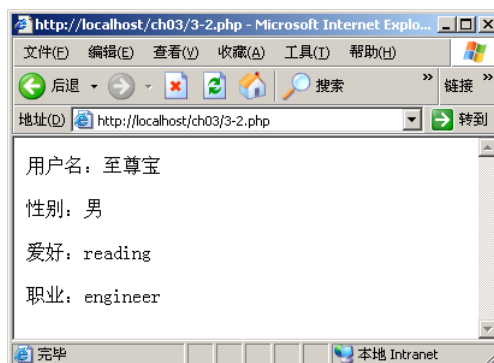 http://localhost/ch03/3-2.php - Microsoft Internet Explo...
文件(F) 编辑(E) 查看(V) 收藏(A) 工具(T) 帮助(H)
后退 搜索 » 链接 »
地址(D) http://localhost/ch03/3-2.php 转到
用户名：至尊宝
性别：男
爱好：reading
职业：engineer
完毕 本地 Intranet